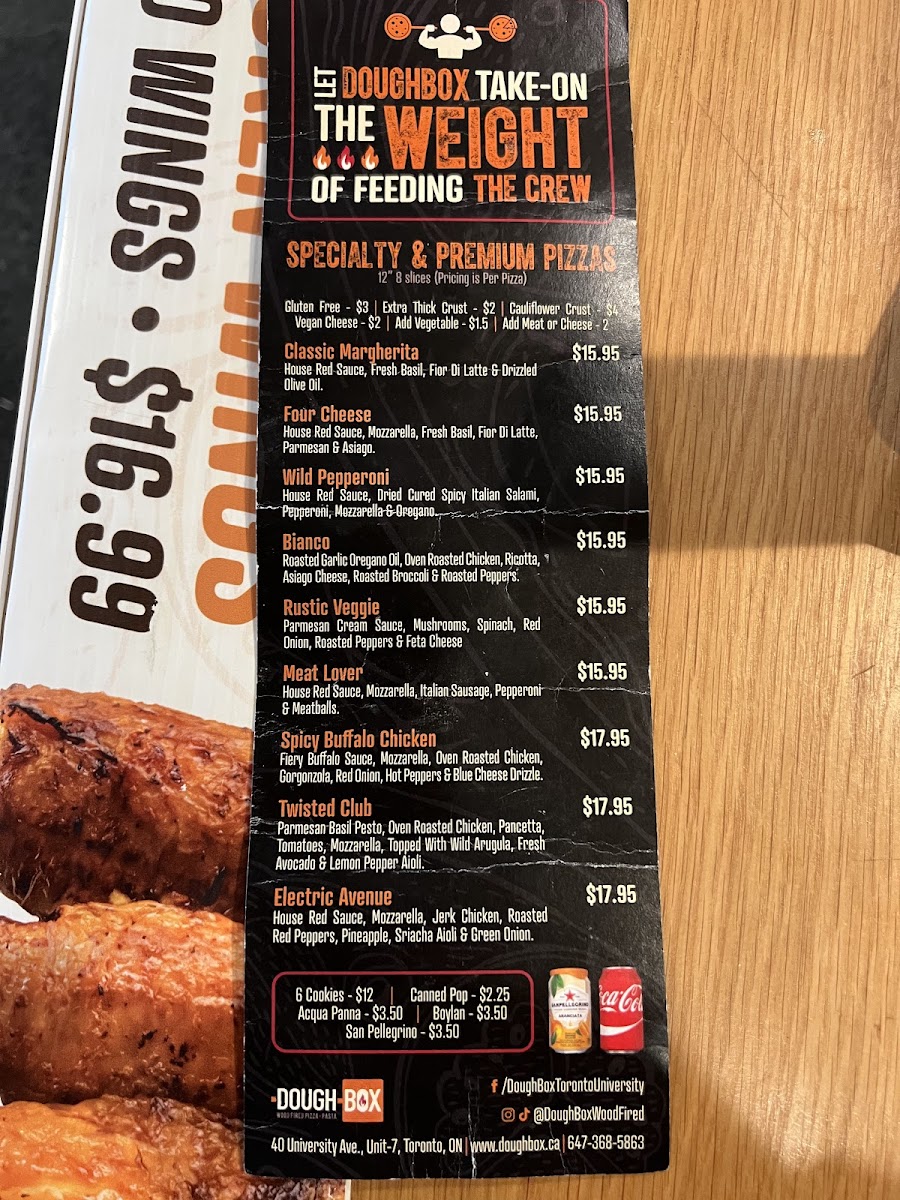 LET DOUGHBOX TAKE-ON
THE WEIGHT
OF FEEDING THE CREW
SPECIALTY & PREMIUM PIZZAS
12" 8 slices (Pricing is Per Pizza)
Gluten Free - $3 | Extra Thick Crust - $2 | Cauliflower Crust - $4
Vegan Cheese - $2 | Add Vegetable - $1.5 | Add Meat or Cheese - 2
Classic Margherita $15.95
House Red Sauce, Fresh Basil, Fior Di Latte & Drizzled
Olive Oil.
Four Cheese $15.95
House Red Sauce, Mozzarella, Fresh Basil, Fior Di Latte,
Parmesan & Asiago.
Wild Pepperoni $15.95
House Red Sauce, Dried Cured Spicy Italian Salami,
Pepperoni, Mozzarella & Oregano.
Bianco $15.95
Roasted Garlic Oregano Oil, Oven Roasted Chicken, Ricotta,
Asiago Cheese, Roasted Broccoli & Roasted Peppers.
Rustic Veggie $15.95
Parmesan Cream Sauce, Mushrooms, Spinach, Red
Onion, Roasted Peppers & Feta Cheese
Meat Lover $15.95
House Red Sauce, Mozzarella, Italian Sausage, Pepperoni
& Meatballs.
Spicy Buffalo Chicken $17.95
Fiery Buffalo Sauce, Mozzarella, Oven Roasted Chicken,
Gorgonzola, Red Onion, Hot Peppers & Blue Cheese Drizzle.
Twisted Club $17.95
Parmesan Basil Pesto, Oven Roasted Chicken, Pancetta,
Tomatoes, Mozzarella, Topped With Wild Arugula, Fresh
Avocado & Lemon Pepper Aioli.
Electric Avenue $17.95
House Red Sauce, Mozzarella, Jerk Chicken, Roasted
Red Peppers, Pineapple, Sriacha Aioli & Green Onion.
6 Cookies - $12 | Canned Pop - $2.25
Acqua Panna - $3.50 | Boylan - $3.50
San Pellegrino - $3.50
SANPELLEGRINO
ARANCIATA
Coca-Cola
DOUGH-BOX
WOOD FIRED PIZZA + PASTA
f /DoughBoxTorontoUniversity
@DoughBoxWoodFired
40 University Ave., Unit-7, Toronto, ON | www.doughbox.ca | 647-368-5863
WINGS • $16.99